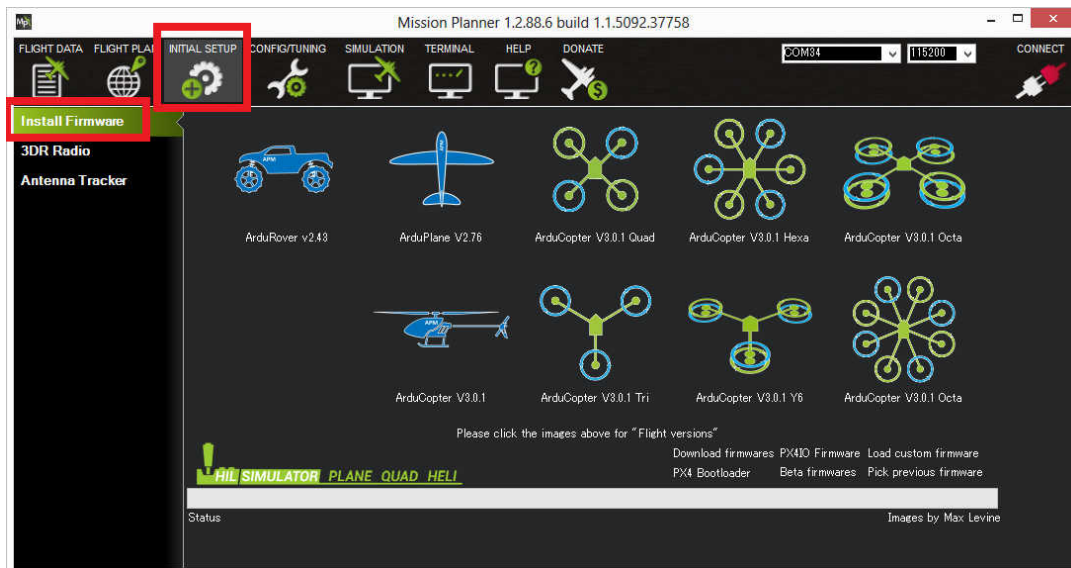 Mp
Mission Planner 1.2.88.6 build 1.1.5092.37758
FLIGHT DATA FLIGHT PLA INITIAL SETUP CONFIG/TUNING SIMULATION TERMINAL HELP DONATE COM34 115200 CONNECT
Install Firmware
3DR Radio
Antenna Tracker
APM
ArduRover v2.43 ArduPlane V2.76 ArduCopter V3.0.1 Quad ArduCopter V3.0.1 Hexa ArduCopter V3.0.1 Octa
APM
ArduCopter V3.0.1 ArduCopter V3.0.1 Tri ArduCopter V3.0.1 Y6 ArduCopter V3.0.1 Octa
Please click the images above for "Flight versions"
Download firmwares PX4IO Firmware Load custom firmware
PX4 Bootloader Beta firmwares Pick previous firmware
HIL SIMULATOR PLANE QUAD HELI
Status Images by Max Levine